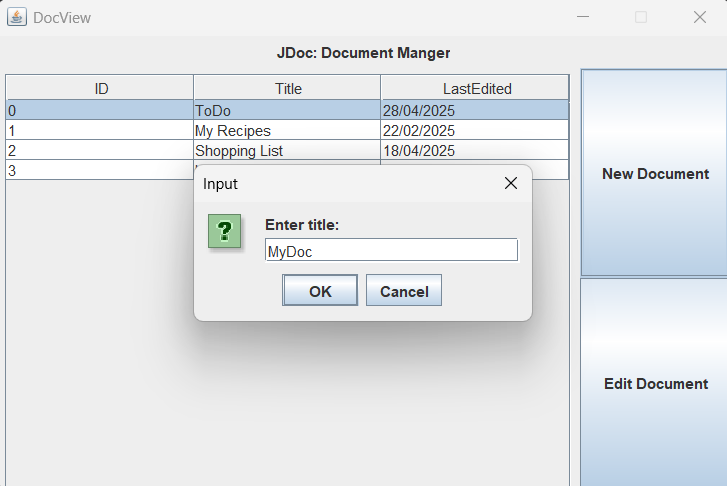 DocView
JDoc: Document Manger
ID Title LastEdited
0 ToDo 28/04/2025
1 My Recipes 22/02/2025
2 Shopping List 18/04/2025
3
New Document
Input
Enter title:
?
MyDoc
OK Cancel
Edit Document